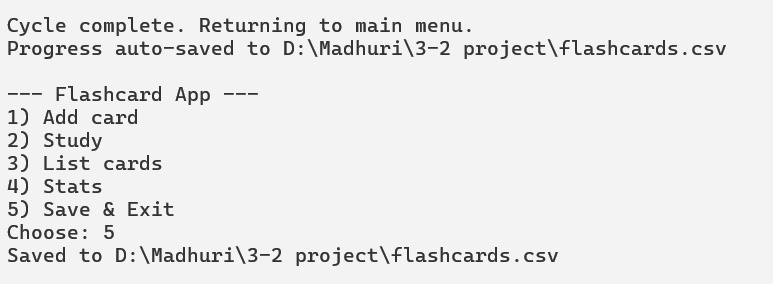 Cycle complete. Returning to main menu.
Progress auto-saved to D:\Madhuri\3-2 project\flashcards.csv
--- Flashcard App ---
1) Add card
2) Study
3) List cards
4) Stats
5) Save & Exit
Choose: 5
Saved to D:\Madhuri\3-2 project\flashcards.csv